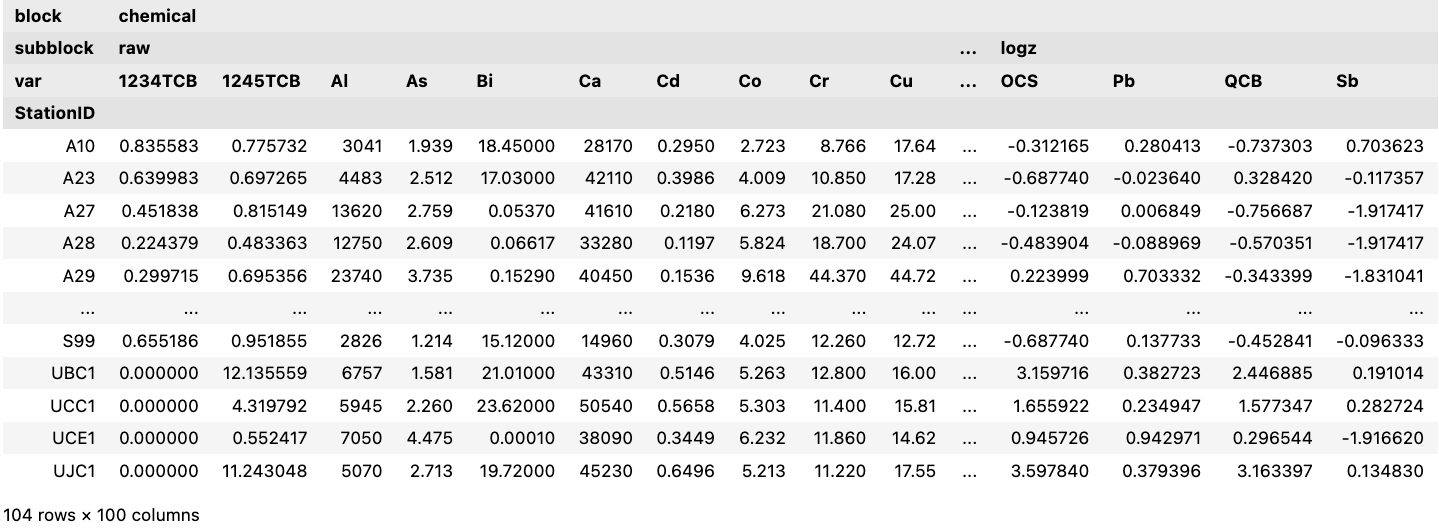 block chemical
subblock raw ... logz
var 1234TCB 1245TCB Al As Bi Ca Cd Co Cr Cu ... OCS Pb QCB Sb
StationID
A10 0.835583 0.775732 3041 1.939 18.45000 28170 0.2950 2.723 8.766 17.64 ... -0.312165 0.280413 -0.737303 0.703623
A23 0.639983 0.697265 4483 2.512 17.03000 42110 0.3986 4.009 10.850 17.28 ... -0.687740 -0.023640 0.328420 -0.117357
A27 0.451838 0.815149 13620 2.759 0.05370 41610 0.2180 6.273 21.080 25.00 ... -0.123819 0.006849 -0.756687 -1.917417
A28 0.224379 0.483363 12750 2.609 0.06617 33280 0.1197 5.824 18.700 24.07 ... -0.483904 -0.088969 -0.570351 -1.917417
A29 0.299715 0.695356 23740 3.735 0.15290 40450 0.1536 9.618 44.370 44.72 ... 0.223999 0.703332 -0.343399 -1.831041
... ... ... ... ... ... ... ... ... ... ... ... ... ... ... ...
S99 0.655186 0.951855 2826 1.214 15.12000 14960 0.3079 4.025 12.260 12.72 ... -0.687740 0.137733 -0.452841 -0.096333
UBC1 0.000000 12.135559 6757 1.581 21.01000 43310 0.5146 5.263 12.800 16.00 ... 3.159716 0.382723 2.446885 0.191014
UCC1 0.000000 4.319792 5945 2.260 23.62000 50540 0.5658 5.303 11.400 15.81 ... 1.655922 0.234947 1.577347 0.282724
UCE1 0.000000 0.552417 7050 4.475 0.00010 38090 0.3449 6.232 11.860 14.62 ... 0.945726 0.942971 0.296544 -1.916620
UJC1 0.000000 11.243048 5070 2.713 19.72000 45230 0.6496 5.213 11.220 17.55 ... 3.597840 0.379396 3.163397 0.134830
104 rows × 100 columns